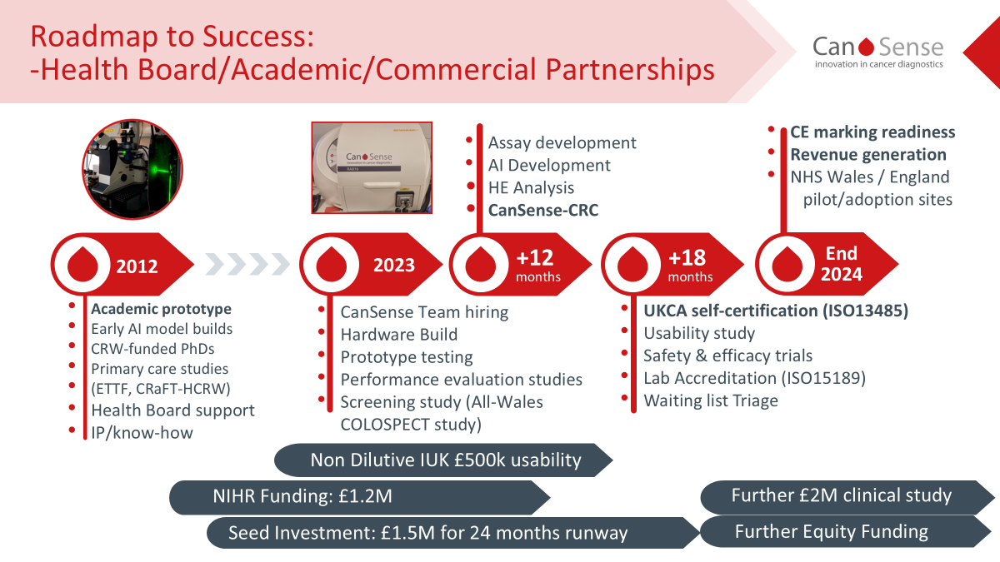 Roadmap to Success:
-Health Board/Academic/Commercial Partnerships
Can Sense
innovation in cancer diagnostics
Can Sense
innovation in cancer diagnostics
• Assay development
• AI Development
• HE Analysis
• CanSense-CRC
• CE marking readiness
• Revenue generation
• NHS Wales / England
pilot/adoption sites
2012
2023
+12
months
+18
months
End
2024
• Academic prototype
• Early AI model builds
• CRW-funded PhDs
• Primary care studies
• (ETTF, CRaFT-HCRW)
• Health Board support
• IP/know-how
• CanSense Team hiring
• Hardware Build
• Prototype testing
• Performance evaluation studies
• Screening study (All-Wales
COLOSPECT study)
• UKCA self-certification (ISO13485)
• Usability study
• Safety & efficacy trials
• Lab Accreditation (ISO15189)
• Waiting list Triage
Non Dilutive IUK £500k usability
NIHR Funding: £1.2M
Further £2M clinical study
Seed Investment: £1.5M for 24 months runway
Further Equity Funding